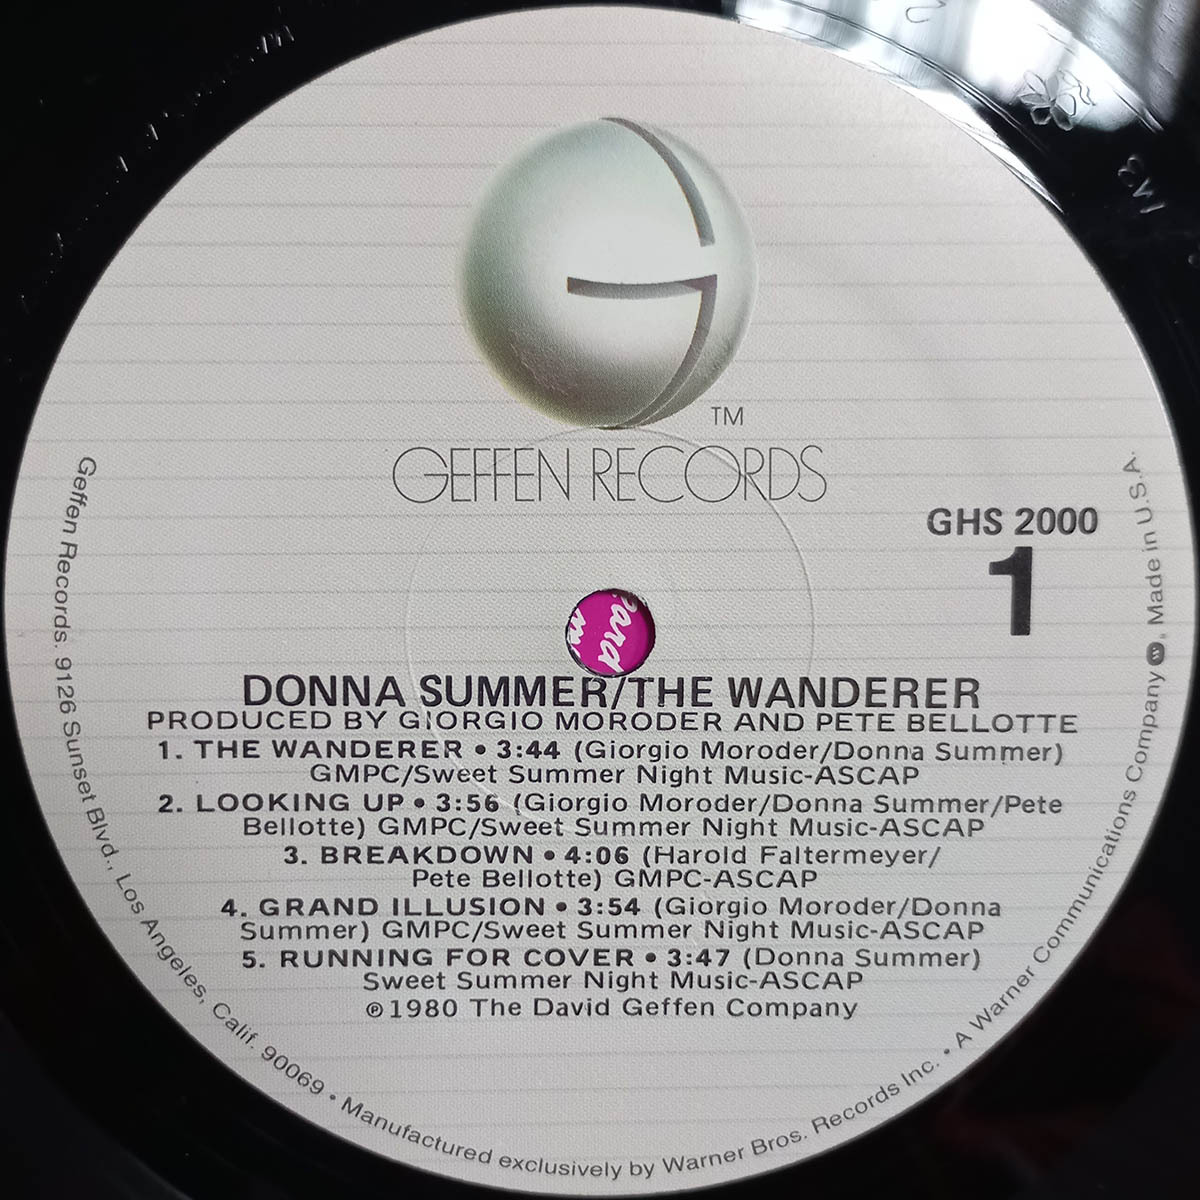 TM
GEFFEN RECORDS
GHS 2000
1
DONNA SUMMER/THE WANDERER
PRODUCED BY GIORGIO MORODER AND PETE BELLOTTE
1. THE WANDERER • 3:44 (Giorgio Moroder/Donna Summer)
GMPC/Sweet Summer Night Music-ASCAP
2. LOOKING UP • 3:56 (Giorgio Moroder/Donna Summer/Pete
Bellotte) GMPC/Sweet Summer Night Music-ASCAP
3. BREAKDOWN • 4:06 (Harold Faltermeyer/
Pete Bellotte) GMPC-ASCAP
4. GRAND ILLUSION • 3:54 (Giorgio Moroder/Donna
Summer) GMPC/Sweet Summer Night Music-ASCAP
5. RUNNING FOR COVER • 3:47 (Donna Summer)
Sweet Summer Night Music-ASCAP
℗1980 The David Geffen Company
Geffen Records. 9126 Sunset Blvd., Los Angeles, Calif. 90069 • Manufactured exclusively by Warner Bros. Records Inc. • A Warner Communications Company. Made in U.S.A.